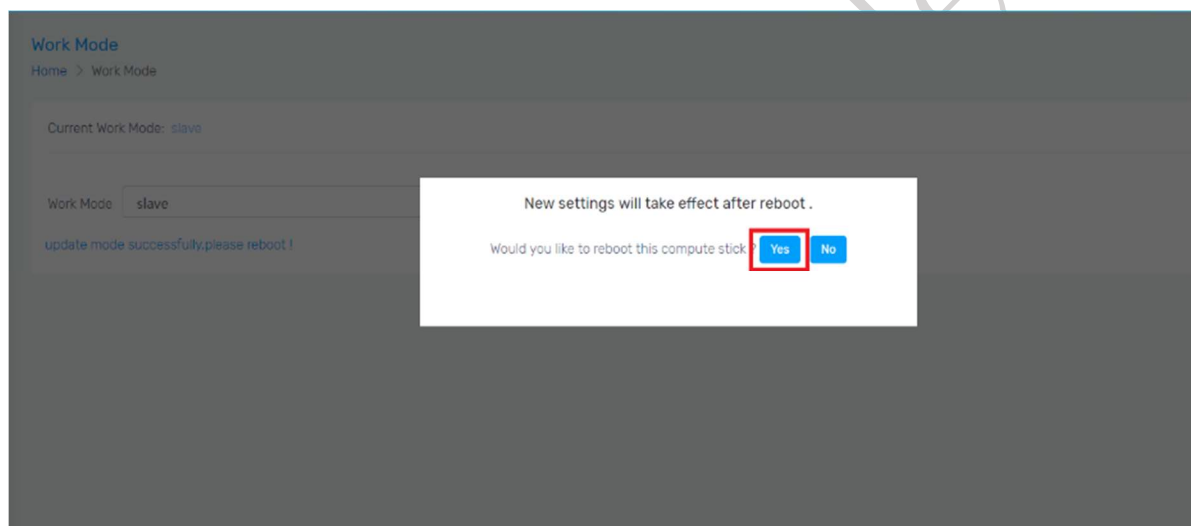 Work Mode
Home > Work Mode
Current Work Mode: slave
Work Mode slave
update mode successfully,please reboot !
New settings will take effect after reboot .
Would you like to reboot this compute stick ? Yes No